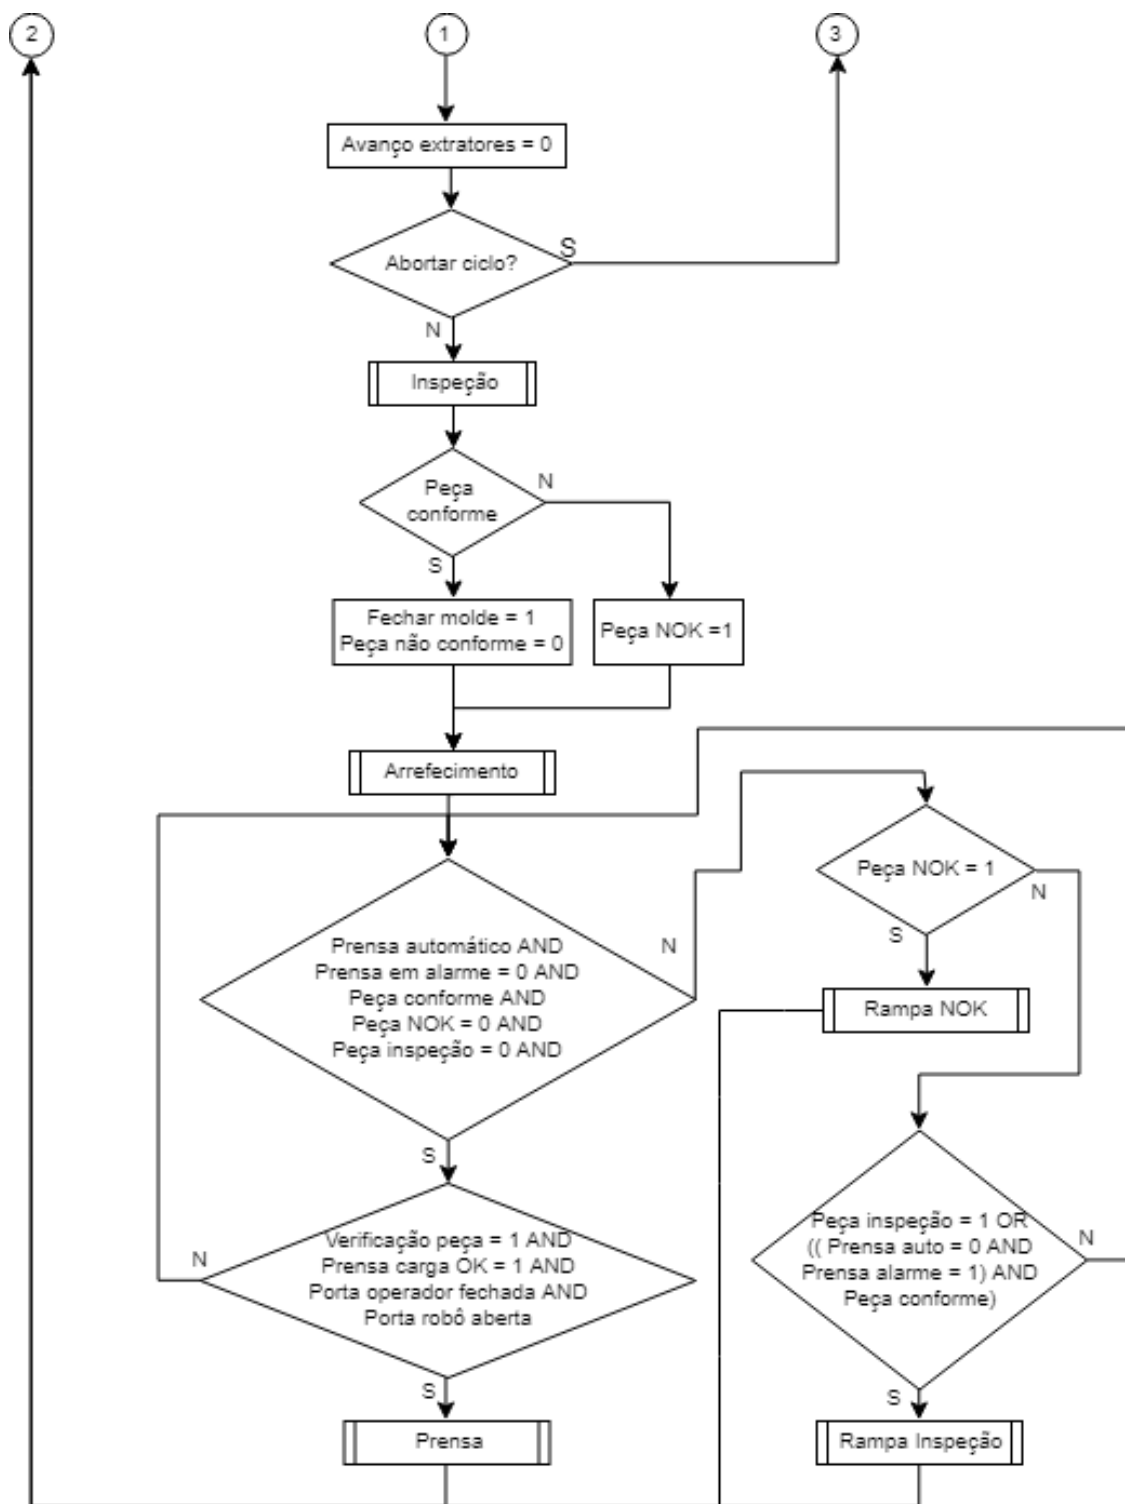 2
1
3
Avanço extratores = 0
Abortar ciclo?
S
N
Inspeção
Peça
conforme
N
S
Fechar molde = 1
Peça não conforme = 0
Peça NOK =1
Arrefecimento
Prensa automático AND
Prensa em alarme = 0 AND
Peça conforme AND
Peça NOK = 0 AND
Peça inspeção = 0 AND
N
S
Peça NOK = 1
N
S
Rampa NOK
Verificação peça = 1 AND
Prensa carga OK = 1 AND
Porta operador fechada AND
Porta robô aberta
N
S
Peça inspeção = 1 OR
(( Prensa auto = 0 AND
Prensa alarme = 1) AND
Peça conforme)
N
S
Prensa
Rampa Inspeção